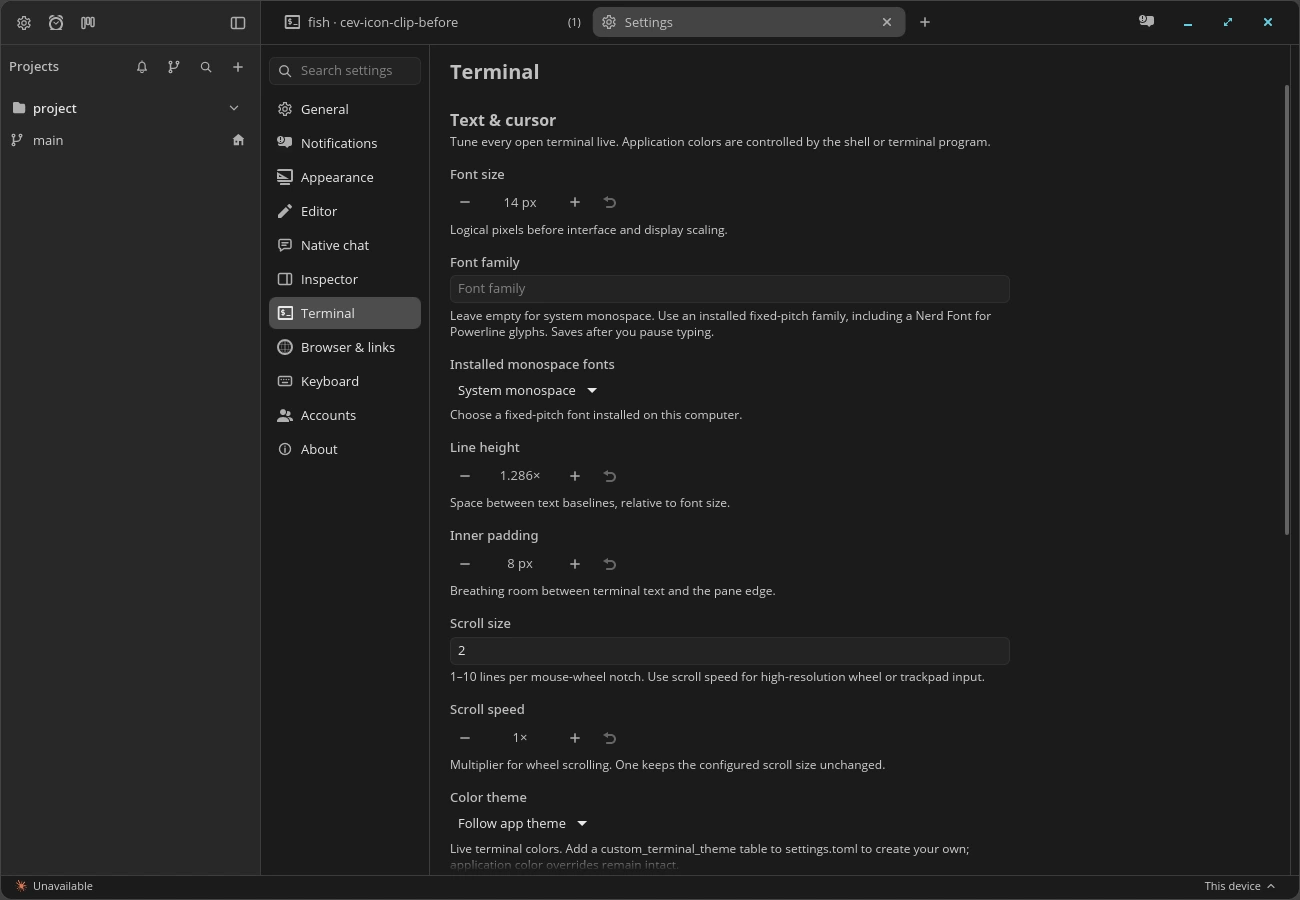 fish · cev-icon-clip-before
(1)
Settings
Projects
project
main
Search settings
General
Notifications
Appearance
Editor
Native chat
Inspector
Terminal
Browser & links
Keyboard
Accounts
About
Terminal
Text & cursor
Tune every open terminal live. Application colors are controlled by the shell or terminal program.
Font size
14 px
Logical pixels before interface and display scaling.
Font family
Font family
Leave empty for system monospace. Use an installed fixed-pitch family, including a Nerd Font for
Powerline glyphs. Saves after you pause typing.
Installed monospace fonts
System monospace
Choose a fixed-pitch font installed on this computer.
Line height
1.286×
Space between text baselines, relative to font size.
Inner padding
8 px
Breathing room between terminal text and the pane edge.
Scroll size
2
1–10 lines per mouse-wheel notch. Use scroll speed for high-resolution wheel or trackpad input.
Scroll speed
1×
Multiplier for wheel scrolling. One keeps the configured scroll size unchanged.
Color theme
Follow app theme
Live terminal colors. Add a custom_terminal_theme table to settings.toml to create your own;
application color overrides remain intact.
Unavailable
This device